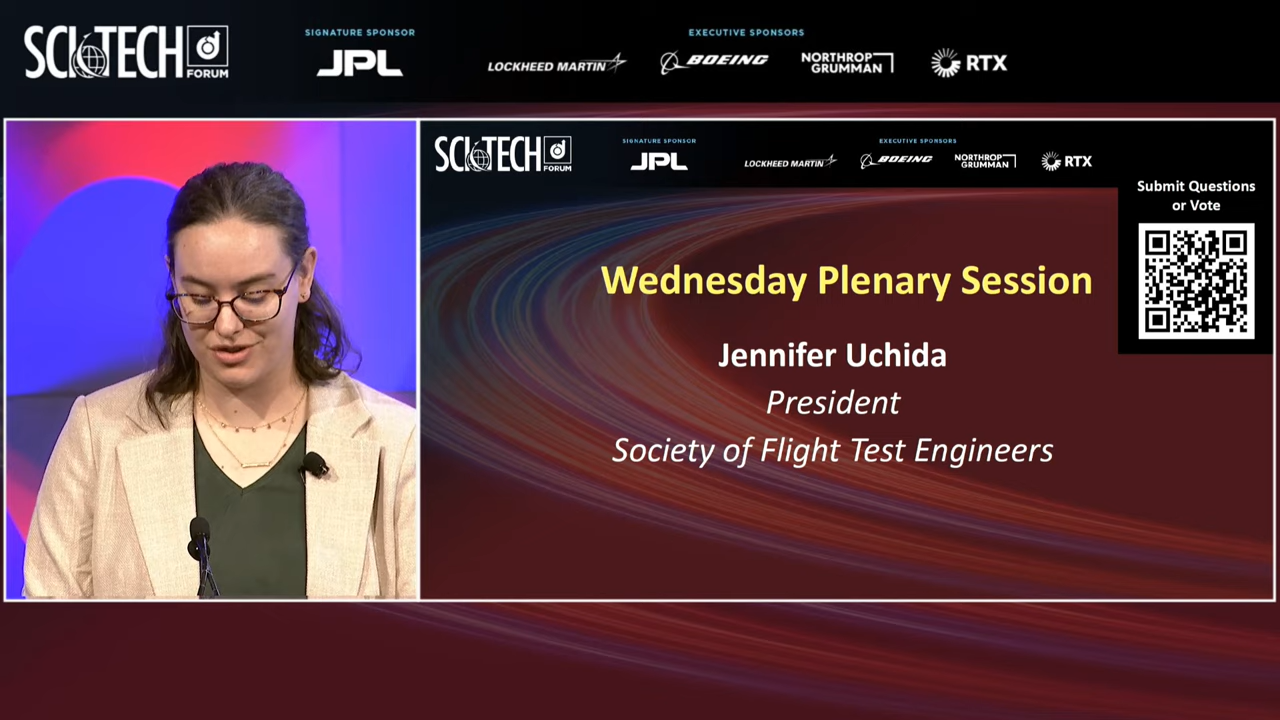 SCITECH
FORUM
SIGNATURE SPONSOR
JPL
EXECUTIVE SPONSORS
LOCKHEED MARTIN
BOEING
NORTHROP
GRUMMAN
RTX
SCITECH
FORUM
SIGNATURE SPONSOR
JPL
EXECUTIVE SPONSORS
LOCKHEED MARTIN
BOEING
NORTHROP
GRUMMAN
RTX
Submit Questions
or Vote
Wednesday Plenary Session
Jennifer Uchida
President
Society of Flight Test Engineers